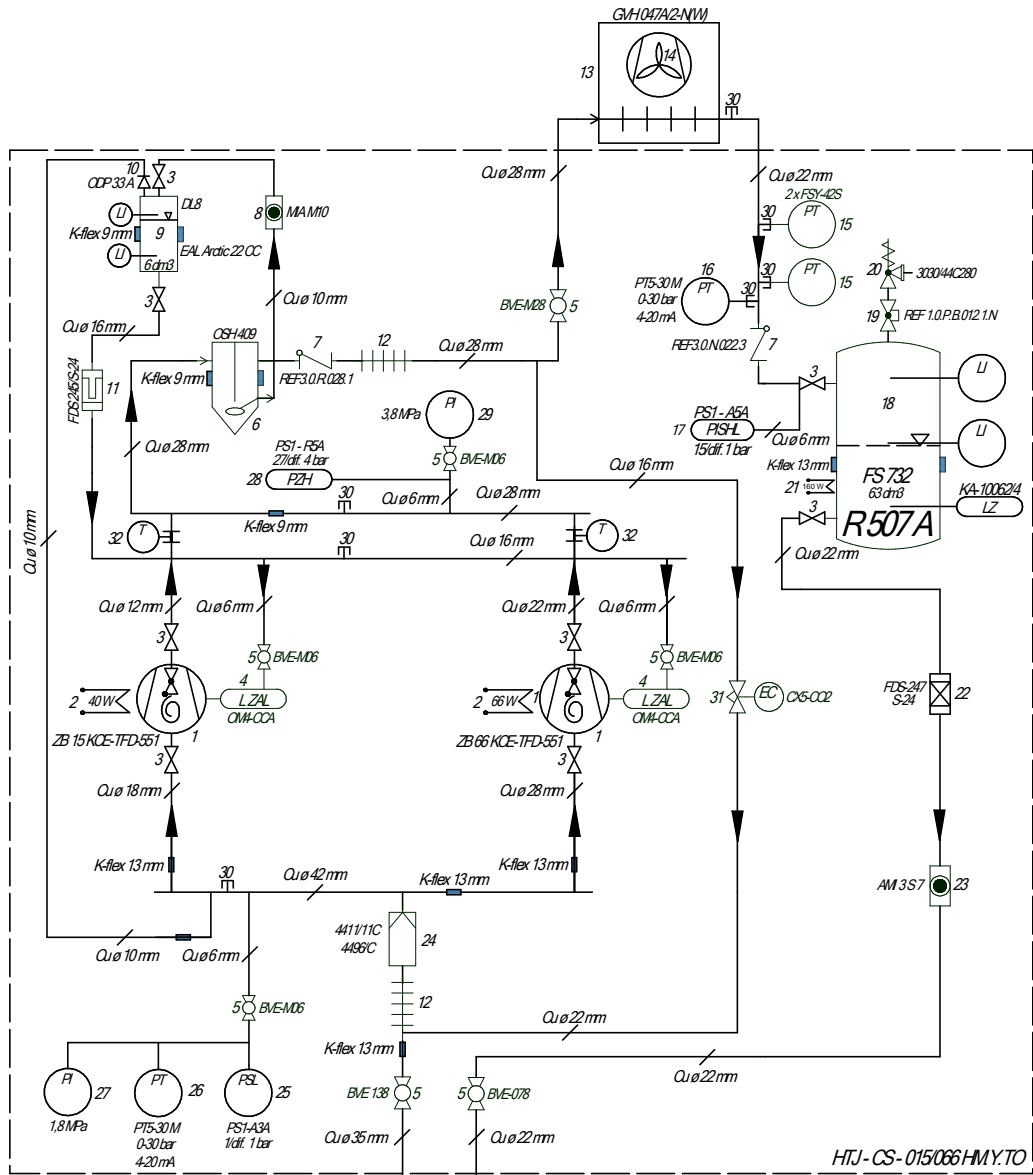 GVH 047A/2-N(W)
14
13
30
Cu ø 28 mm
Cu ø 22 mm
10
ODP 33 A
3
DL8
LI
9
K-flex 9 mm
EAL Arctic 22 CC
LI
6 dm3
8
MIA M10
2 x FSY-42S
30
PT
15
30
PT
15
16
PT5-30 M
0-30 bar
4-20 mA
PT
30
20
3030/44C280
19
REF 1.0.P.B.012.1.N
3
Cu ø 16 mm
Cu ø 10 mm
BVE-M28
5
OSH 409
7
12
Cu ø 28 mm
REF3.0.N.022.3
7
FDS 245/S-24
11
K-flex 9 mm
REF3.0.R.028.1
6
3
18
LI
PI
29
3,8 MPa
PS1 - A5A
17
PISHL
15/dif. 1 bar
Cu ø 6 mm
LI
Cu ø 28 mm
PS1 - R5A
27/dif. 4 bar
5
BVE-M06
28
PZH
Cu ø 16 mm
K-flex 13 mm
FS 732
63 dm3
21
160 W
KA-10062/4
LZ
R 507 A
3
30
Cu ø 6 mm
Cu ø 28 mm
K-flex 9 mm
T
32
30
Cu ø 16 mm
T
32
Cu ø 22 mm
Cu ø 10 mm
Cu ø 12 mm
Cu ø 6 mm
Cu ø 22 mm
Cu ø 6 mm
3
5
BVE-M06
3
5
BVE-M06
2
40 W
4
LZAL
OM4-CCA
2
66 W
1
4
LZAL
OM4-CCA
31
EC
CX5-CO2
FDS-247
S-24
22
ZB 15 KCE-TFD-551
1
3
ZB 66 KCE-TFD-551
1
3
Cu ø 18 mm
Cu ø 28 mm
K-flex 13 mm
K-flex 13 mm
30
Cu ø 42 mm
K-flex 13 mm
AMI 3 S 7
23
4411/11C
4496/C
24
Cu ø 10 mm
Cu ø 6 mm
5
BVE-M06
12
Cu ø 22 mm
K-flex 13 mm
Cu ø 22 mm
PI
27
1,8 MPa
PT
26
PT5-30 M
0-30 bar
4-20 mA
PSL
25
PS1-A3A
1/dif. 1 bar
BVE 138
5
5
BVE-078
Cu ø 35 mm
Cu ø 22 mm
HTJ - CS - 015/066 HM.Y.TO